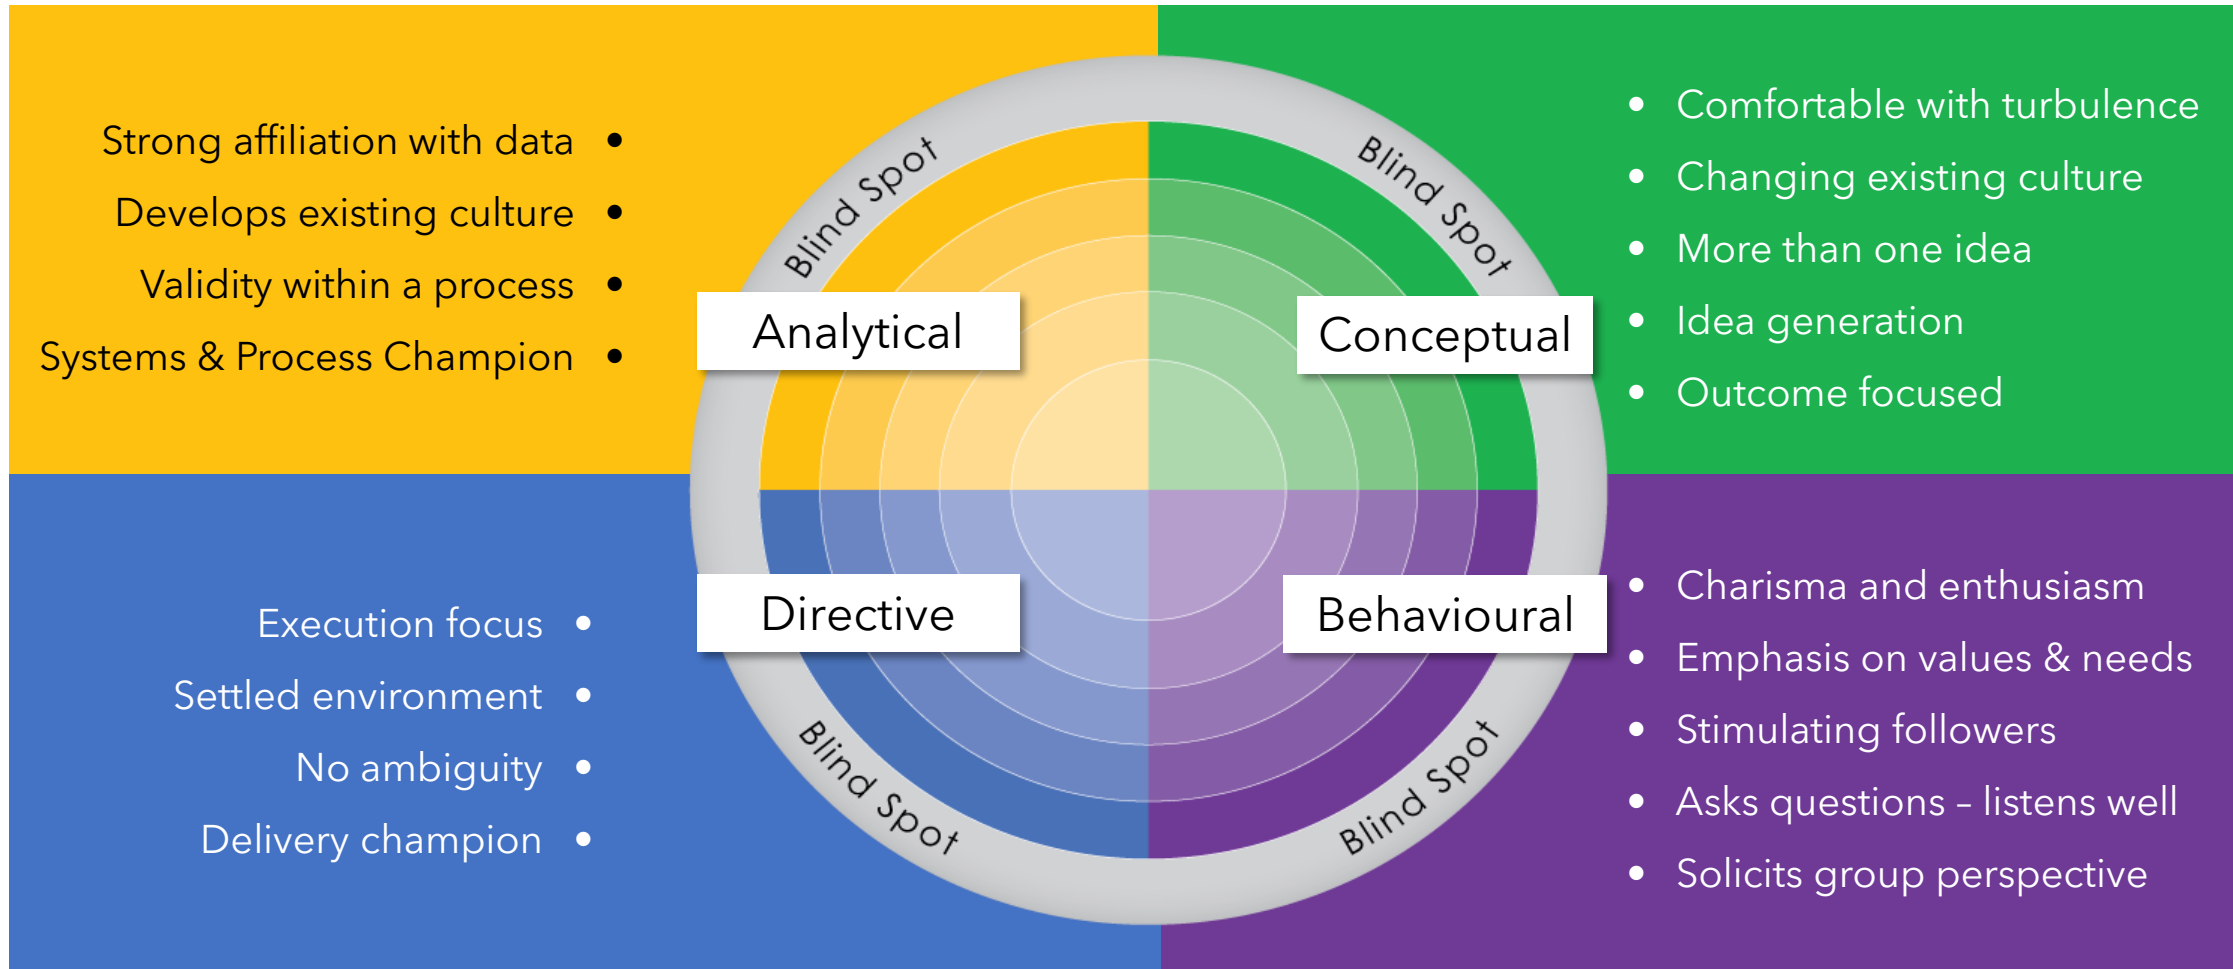 Strong affiliation with data •
Develops existing culture •
Validity within a process •
Systems & Process Champion •
Blind Spot
Analytical
Blind Spot
Conceptual
• Comfortable with turbulence
• Changing existing culture
• More than one idea
• Idea generation
• Outcome focused
Execution focus •
Settled environment •
No ambiguity •
Delivery champion •
Directive
Blind Spot
Behavioural
Blind Spot
• Charisma and enthusiasm
• Emphasis on values & needs
• Stimulating followers
• Asks questions – listens well
• Solicits group perspective